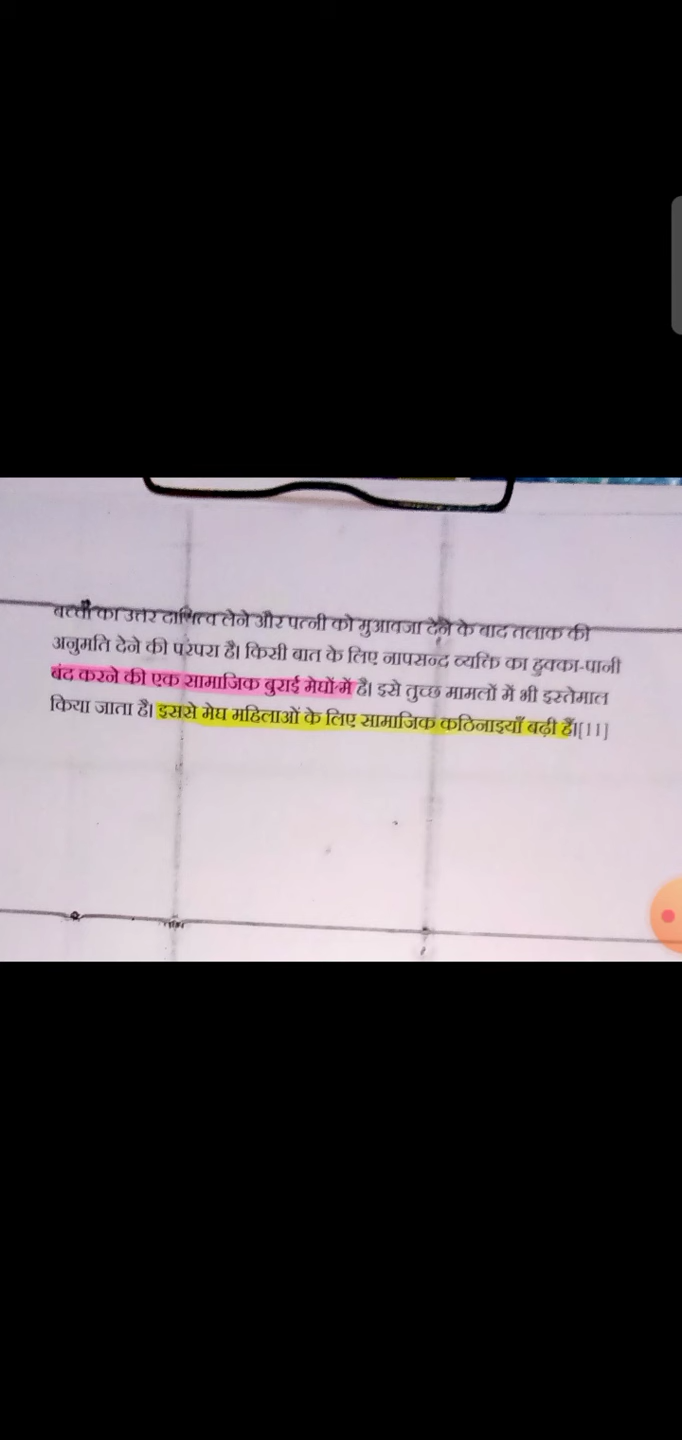 बच्चों का उत्तर दायित्व लेने और पत्नी को मुआवजा देने के बाद तलाक की
अनुमति देने की परंपरा है। किसी बात के लिए नापसन्द व्यक्ति का हुक्का-पानी
बंद करने की एक सामाजिक बुराई मेघों में है। इसे तुच्छ मामलों में भी इस्तेमाल
किया जाता है। इससे मेघ महिलाओं के लिए सामाजिक कठिनाइयाँ बढ़ी हैं।[11]